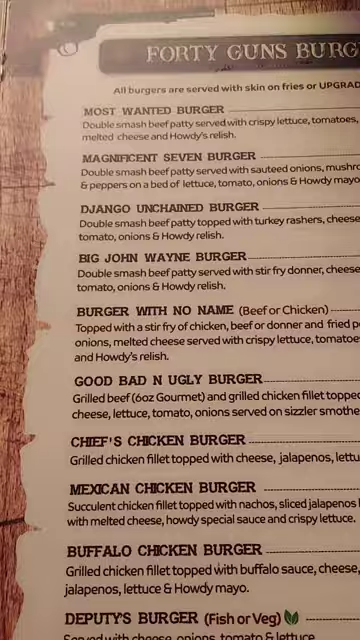 FORTY GUNS
All burgers are served with skin on fries or
MOST WANTED BURGER
Double smash beef patty served with crispy lettuce, tomatoes,
melted cheese and Howdy's relish.
MAGNIFICENT SEVEN BURGER
Double smash beef patty served with sauteed onions,
& peppers on a bed of lettuce, tomato, onions & Howdy mayo
DJANGO UNCHAINED BURGER
Double smash beef patty topped with turkey rashers, cheese
tomato, onions & Howdy relish.
BIG JOHN WAYNE BURGER
Double smash beef patty served with stir fry donner, cheese
tomato, onions & Howdy relish.
BURGER WITH NO NAME (Beef or Chicken)
Topped with a stir fry of chicken, beef or donner and fried
onions, melted cheese served with crispy lettuce,
and Howdy's relish.
GOOD BAD N UGLY BURGER
Grilled beef (6oz Gourmet) and grilled chicken fillet
cheese, lettuce, tomato, onions served on sizzler
CHIEF'S CHICKEN BURGER
Grilled chicken fillet topped with cheese, jalapenos,
MEXICAN CHICKEN BURGER
Succulent chicken fillet topped with nachos, sliced jalapenos
with melted cheese, howdy special sauce and crispy lettuce.
BUFFALO CHICKEN BURGER
Grilled chicken fillet topped with buffalo sauce, cheese,
jalapenos, lettuce & Howdy mayo.
DEPUTY'S BURGER (Fish or Veg)
Served with cheese, onions, tomato & lettuce